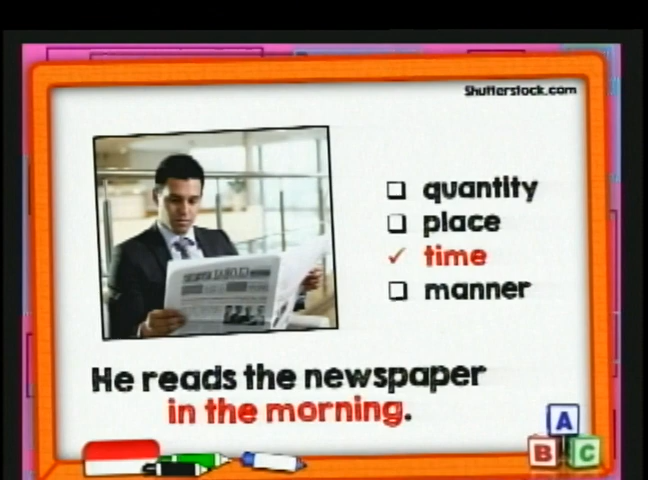 Shutterstock.com
quantity
place
time
manner
He reads the newspaper
in the morning.
A
B C